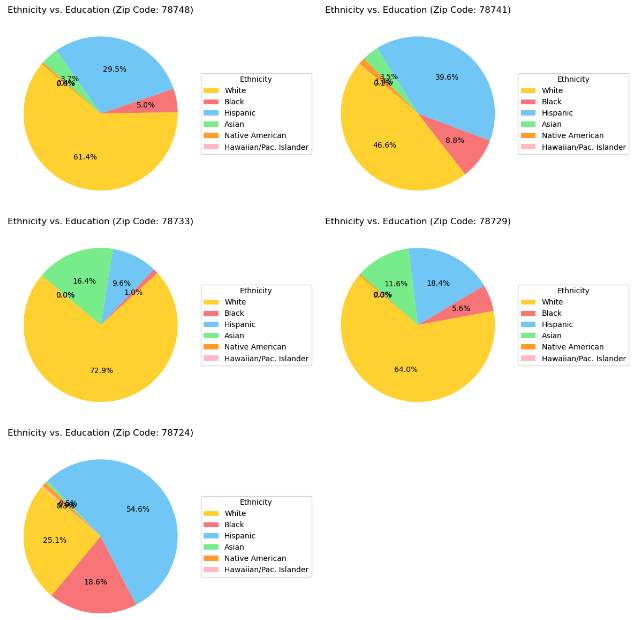 Ethnicity vs. Education (Zip Code: 78748)
29.5%
3.7%
5.0%
61.4%
Ethnicity
White
Black
Hispanic
Asian
Native American
Hawaiian/Pac. Islander
Ethnicity vs. Education (Zip Code: 78741)
39.6%
3.5%
8.8%
46.6%
Ethnicity
White
Black
Hispanic
Asian
Native American
Hawaiian/Pac. Islander
Ethnicity vs. Education (Zip Code: 78733)
16.4%
9.6%
1.0%
0.0%
72.9%
Ethnicity
White
Black
Hispanic
Asian
Native American
Hawaiian/Pac. Islander
Ethnicity vs. Education (Zip Code: 78729)
11.6%
18.4%
5.6%
64.0%
Ethnicity
White
Black
Hispanic
Asian
Native American
Hawaiian/Pac. Islander
Ethnicity vs. Education (Zip Code: 78724)
54.6%
25.1%
18.6%
Ethnicity
White
Black
Hispanic
Asian
Native American
Hawaiian/Pac. Islander